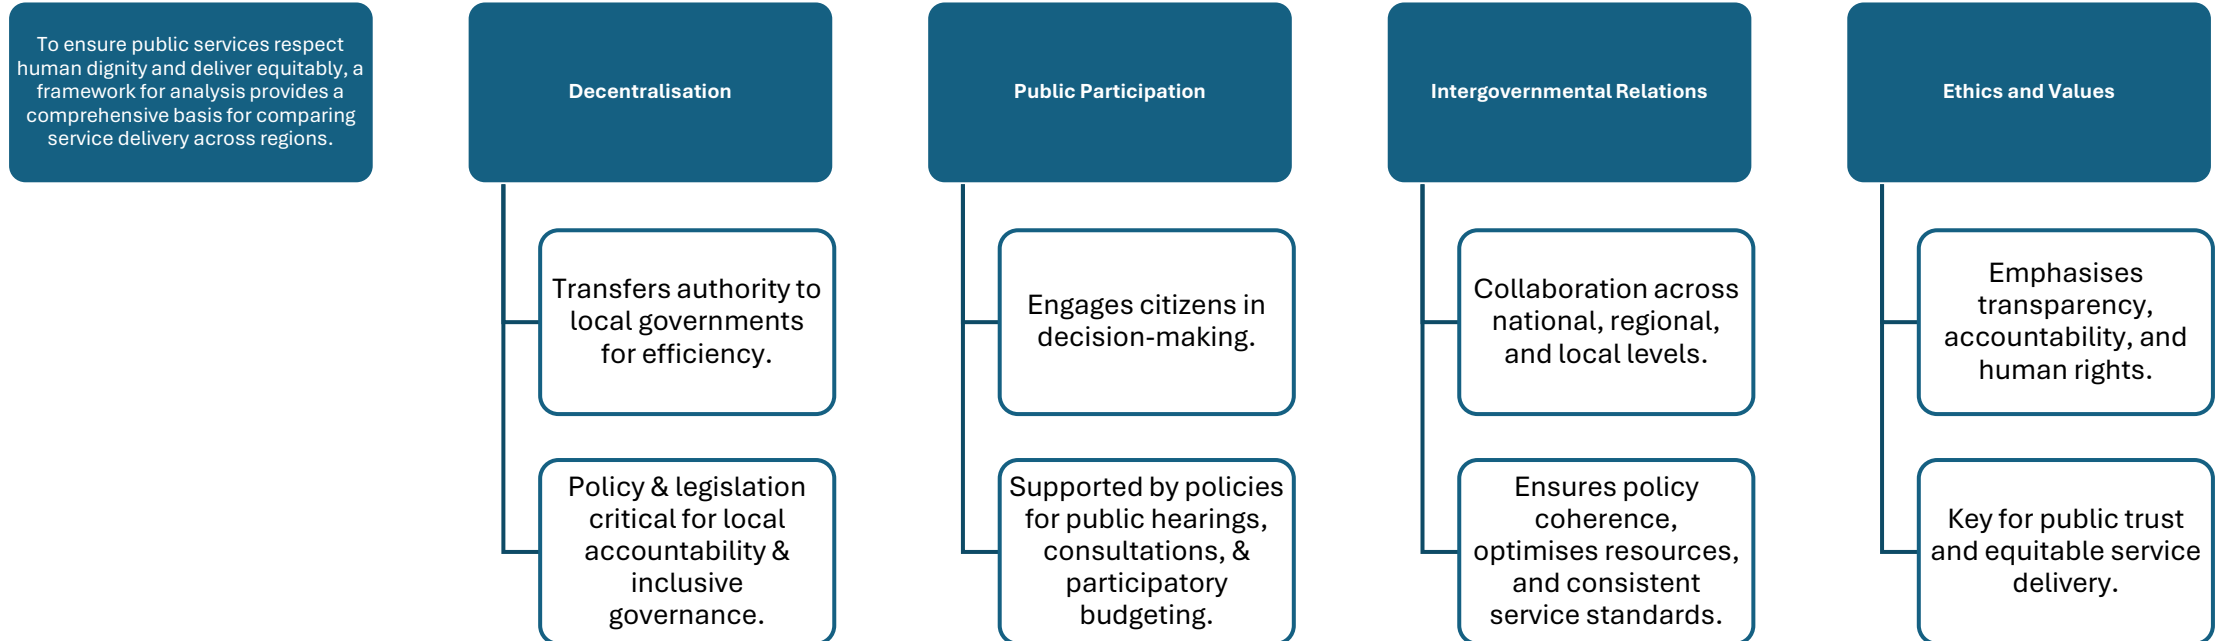 To ensure public services respect
human dignity and deliver equitably, a
framework for analysis provides a
comprehensive basis for comparing
service delivery across regions.
Decentralisation
Transfers authority to
local governments
for efficiency.
Policy & legislation
critical for local
accountability &
inclusive
governance.
Public Participation
Engages citizens in
decision-making.
Supported by policies
for public hearings,
consultations, &
participatory
budgeting.
Intergovernmental Relations
Collaboration across
national, regional,
and local levels.
Ensures policy
coherence,
optimises resources,
and consistent
service standards.
Ethics and Values
Emphasises
transparency,
accountability, and
human rights.
Key for public trust
and equitable service
delivery.